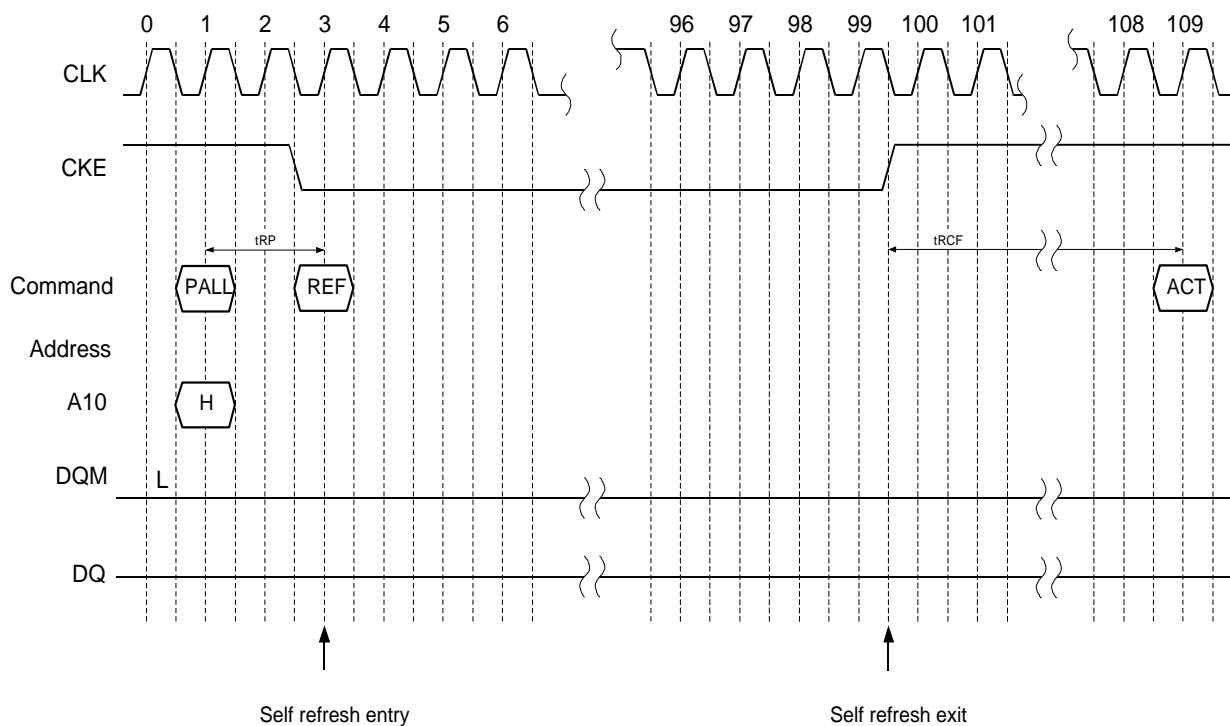 0 1 2 3 4 5 6 96 97 98 99 100 101 108 109
CLK
CKE
tRP tRCF
Command PALL REF ACT
Address
A10 H
DQM L
DQ
Self refresh entry Self refresh exit